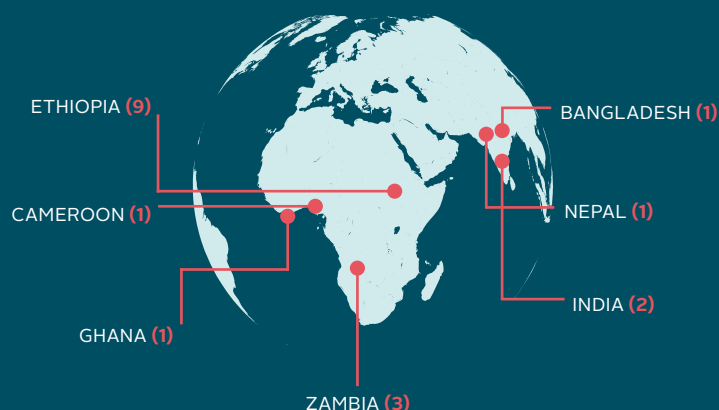 ETHIOPIA (9)
BANGLADESH (1)
CAMEROON (1)
NEPAL (1)
INDIA (2)
GHANA (1)
ZAMBIA (3)